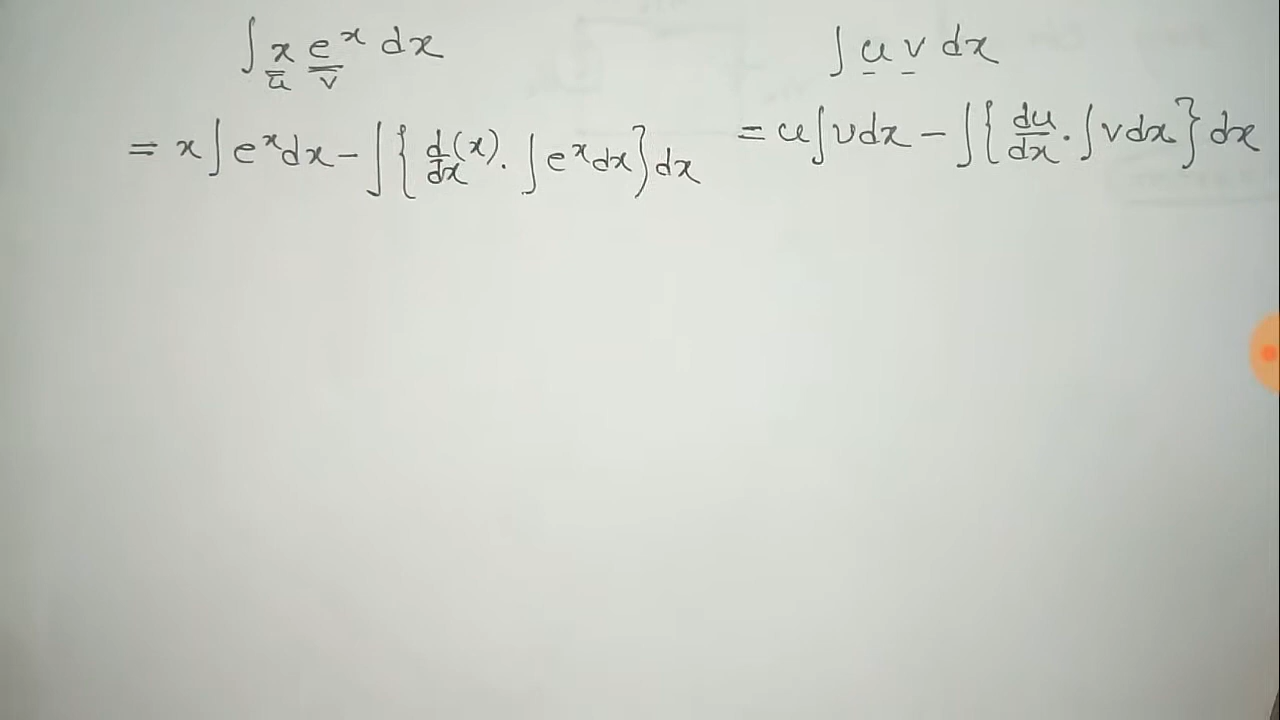 ∫ x e^x dx
u v
= x ∫ e^x dx − ∫ { d/dx (x) · ∫ e^x dx } dx
∫ u v dx
= u ∫ v dx − ∫ { du/dx · ∫ v dx } dx